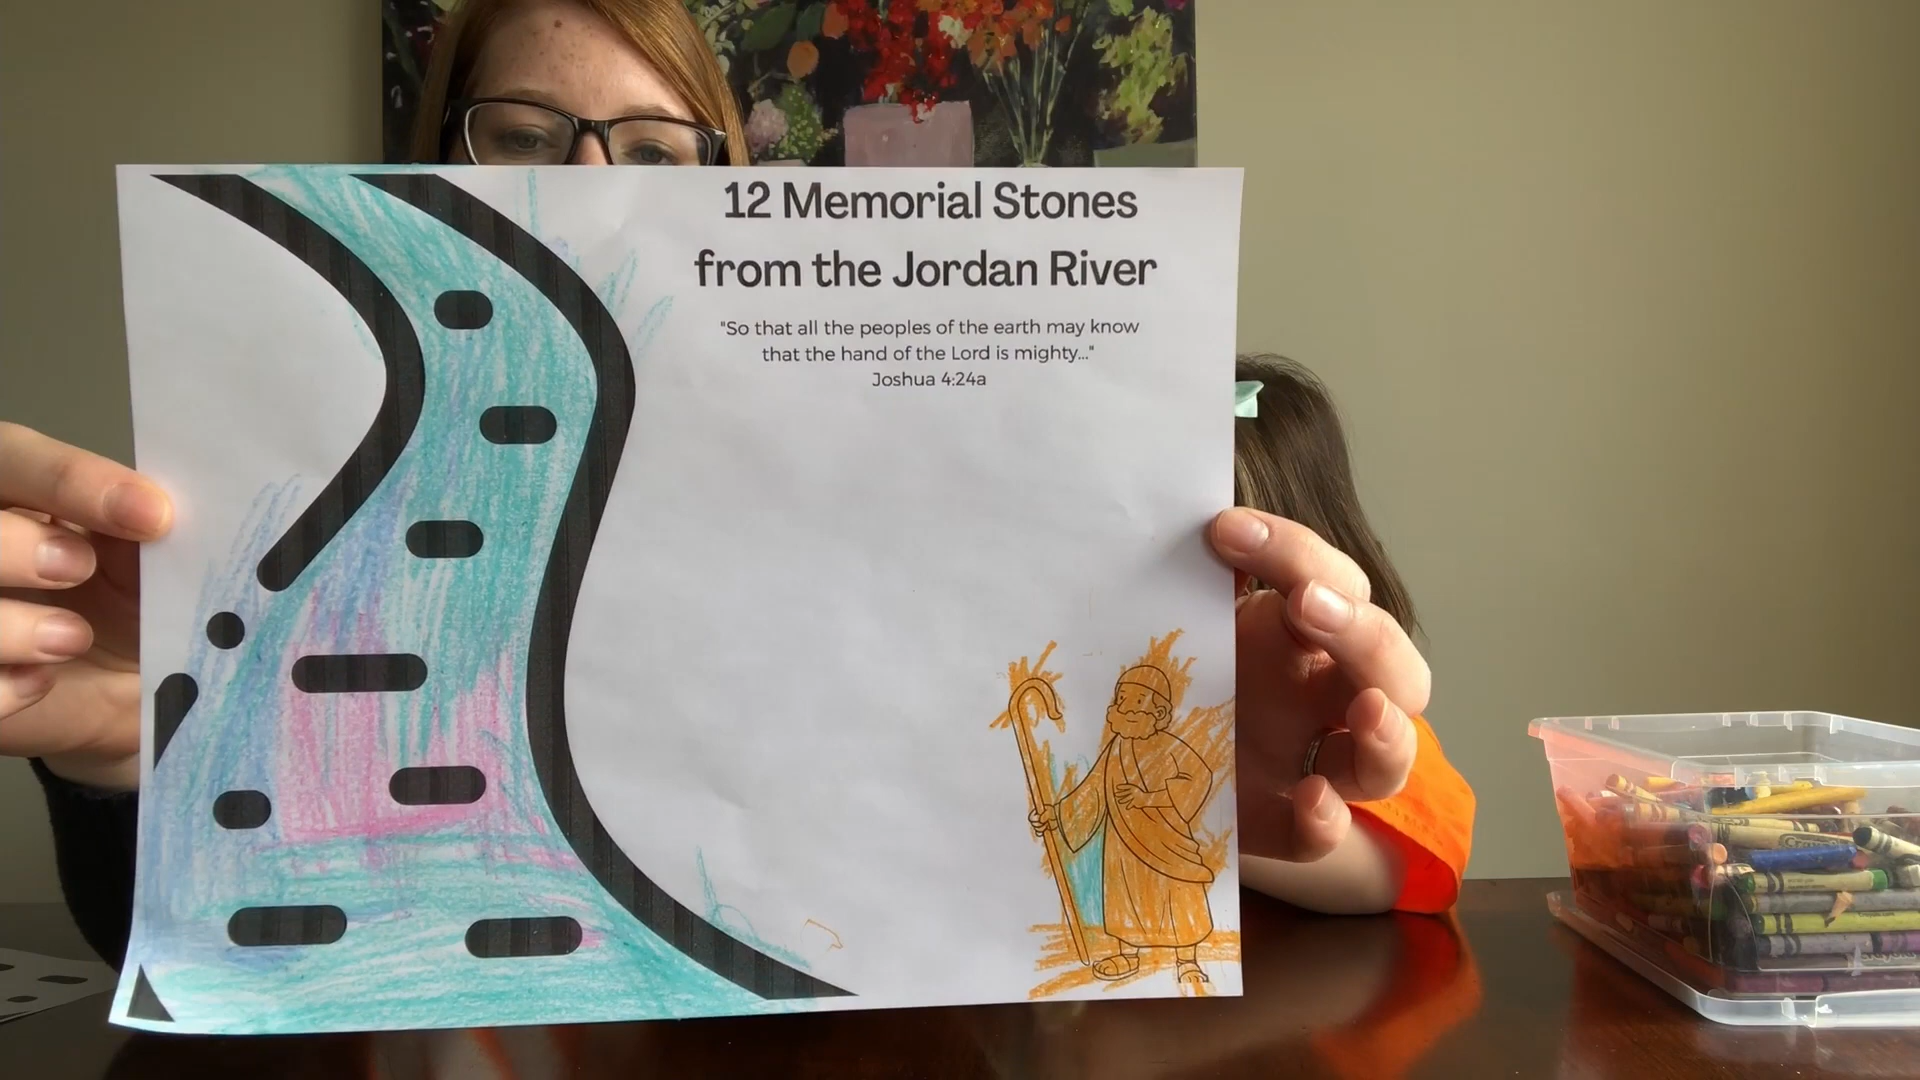 12 Memorial Stones
from the Jordan River
"So that all the peoples of the earth may know
that the hand of the Lord is mighty..."
Joshua 4:24a